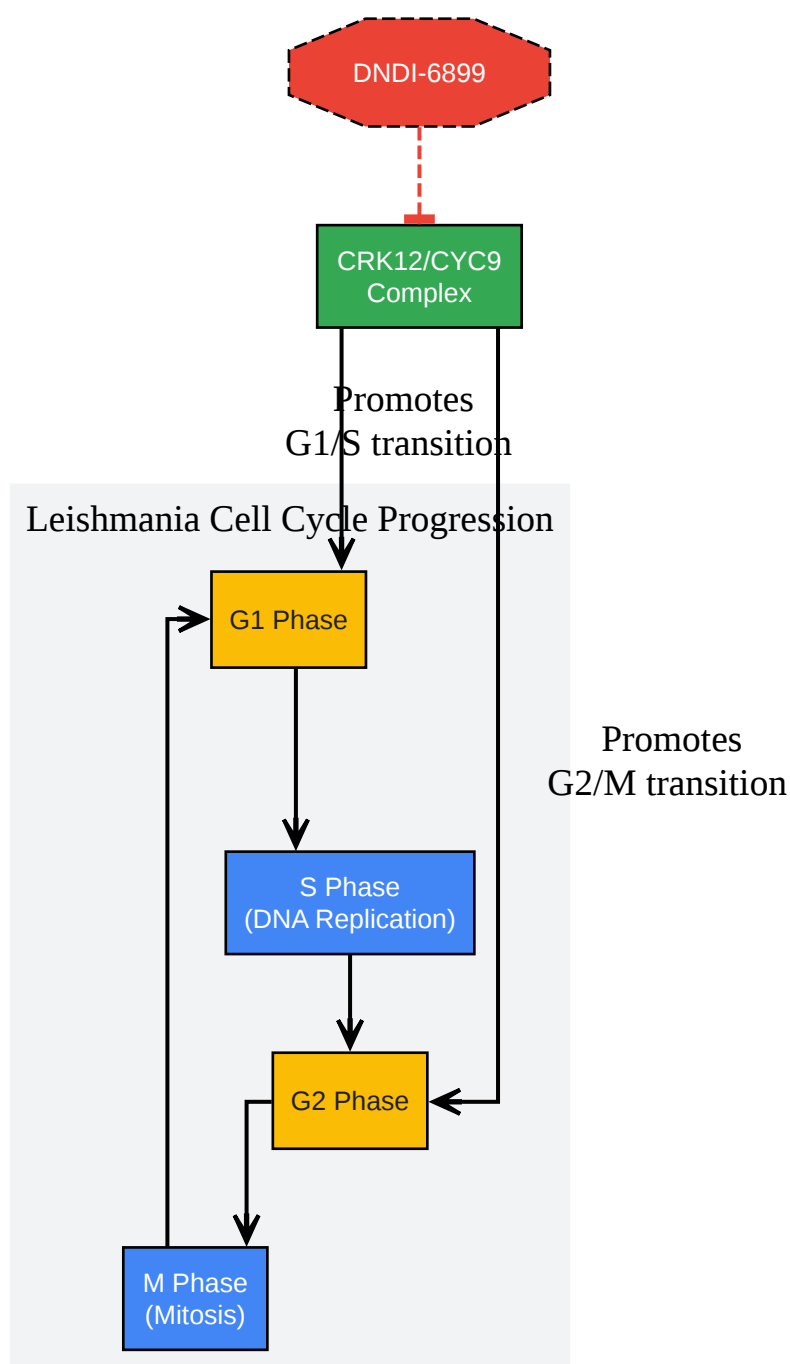 DNDI-6899
CRK12/CYC9
Complex
Promotes
G1/S transition
Leishmania Cell Cycle Progression
G1 Phase
Promotes
G2/M transition
S Phase
(DNA Replication)
G2 Phase
M Phase
(Mitosis)